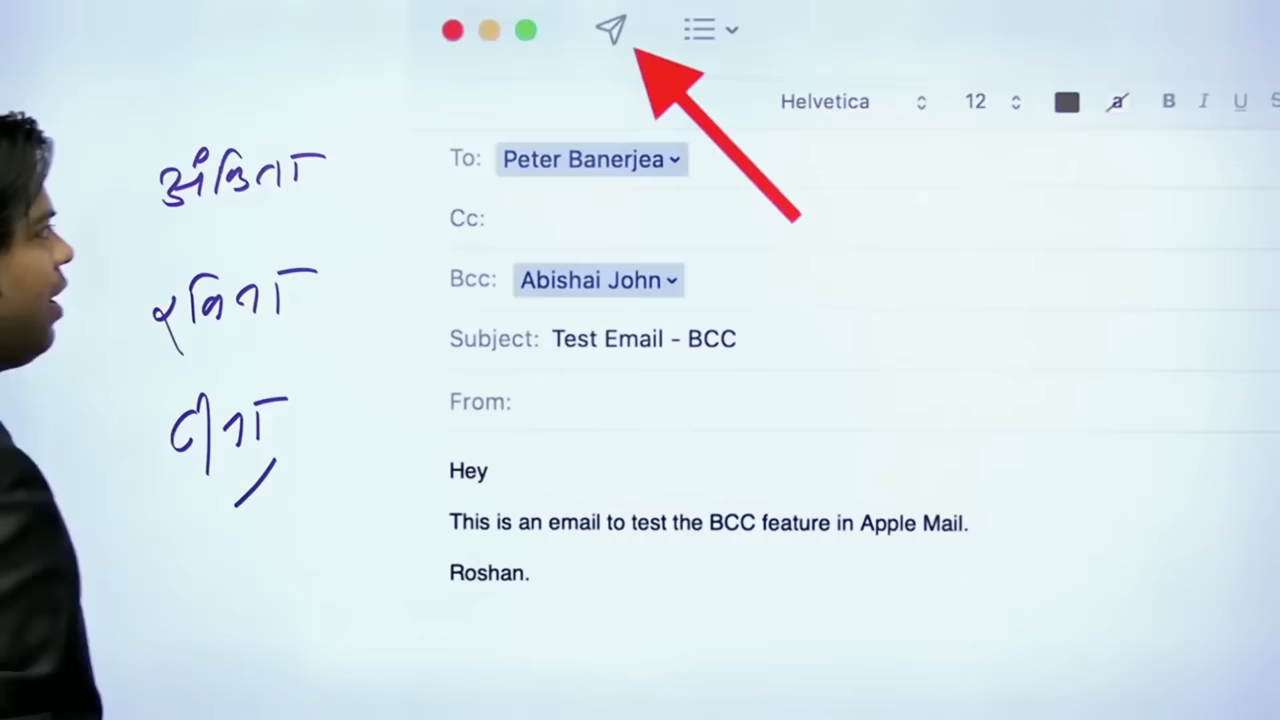 अंकिता
रबिता
Helvetica 12 a B I U S
To: Peter Banerjea
Cc:
Bcc: Abishai John
Subject: Test Email - BCC
From:
Hey
This is an email to test the BCC feature in Apple Mail.
Roshan.